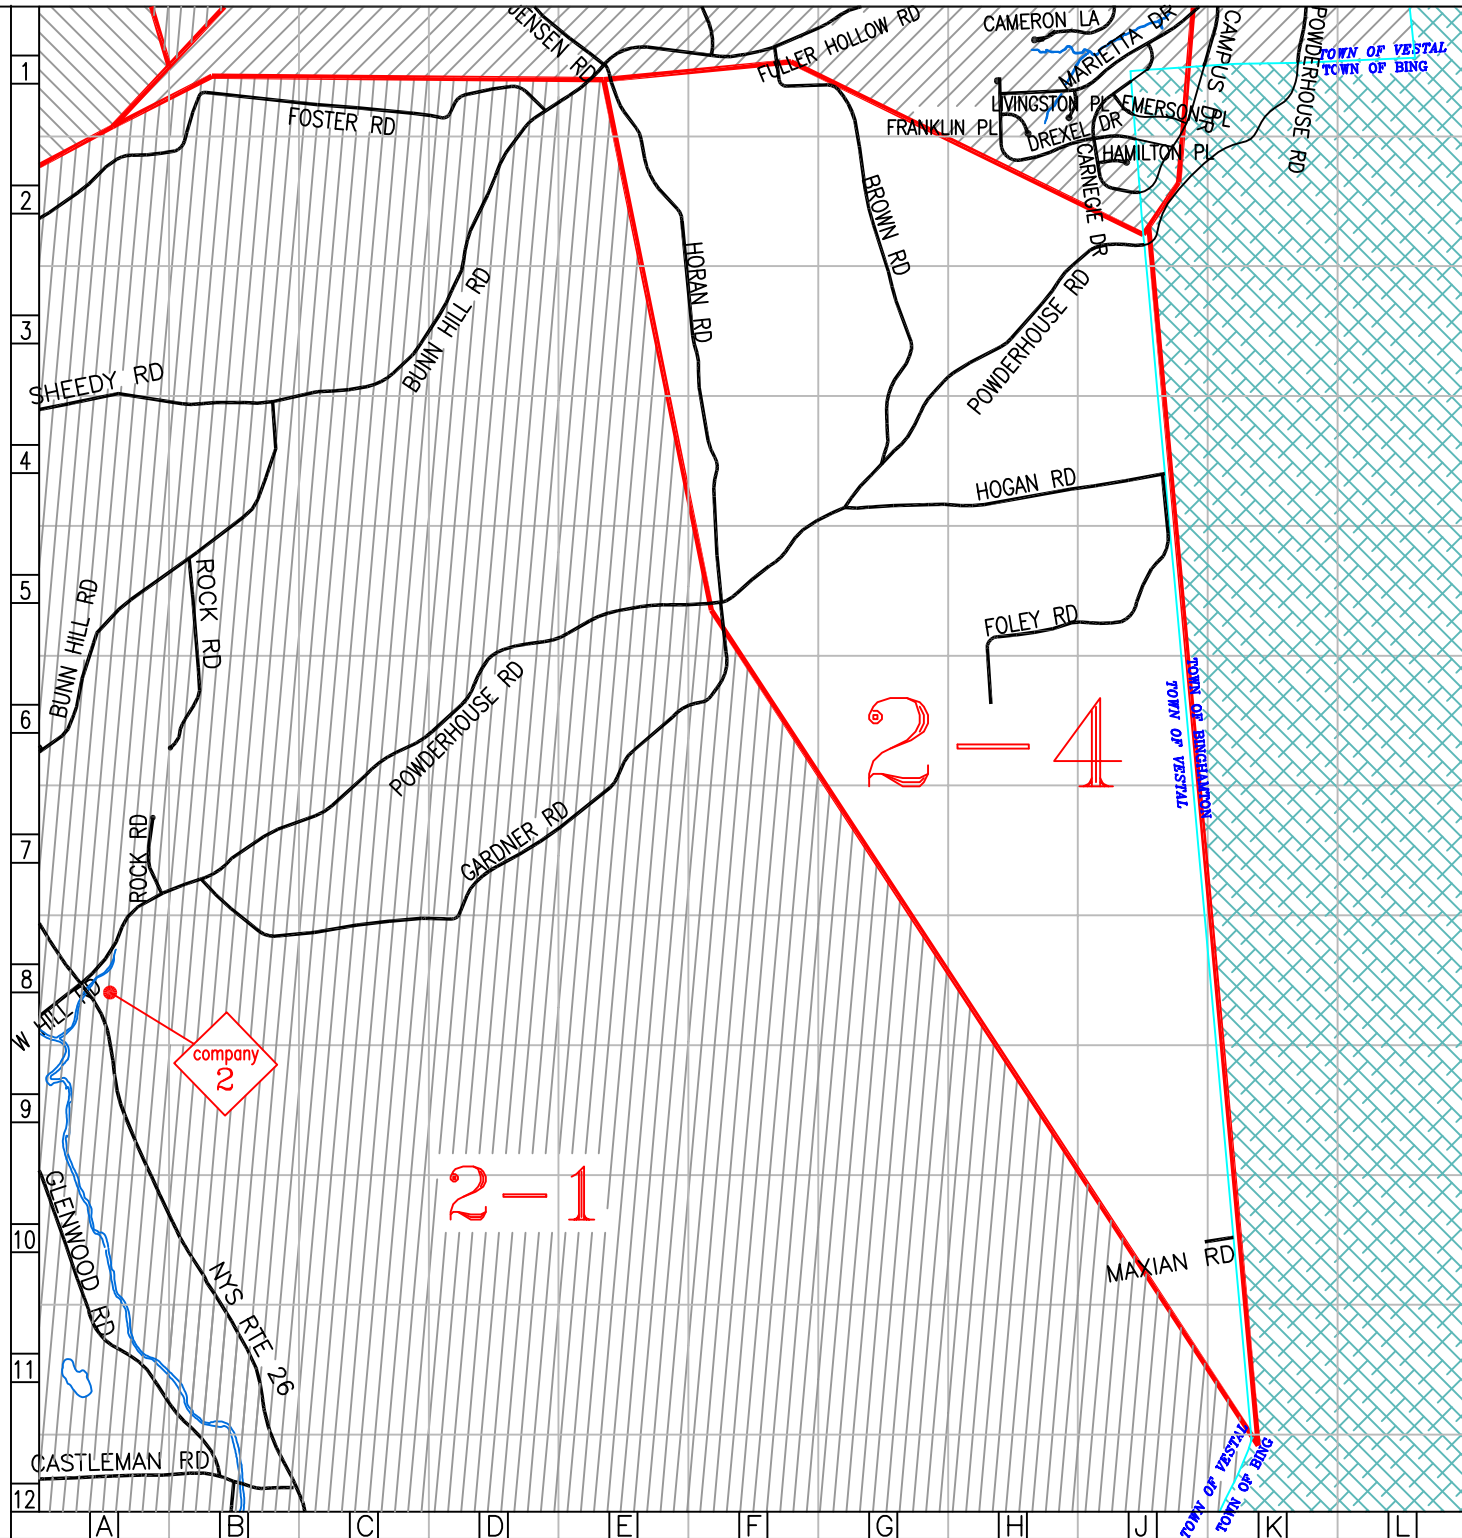 JENSEN RD
FULLER HOLLOW RD
CAMERON LA
MARIETTA DR
CAMPUS DR
POWDERHOUSE RD
TOWN OF VESTAL
TOWN OF BING
1
FOSTER RD
LIVINGSTON PL
EMERSON PL
FRANKLIN PL
DREXEL DR
HAMILTON PL
CARNEGIE DR
2
BROWN RD
HORAN RD
BUNN HILL RD
POWDERHOUSE RD
3
SHEEDY RD
4
HOGAN RD
5
ROCK RD
BUNN HILL RD
FOLEY RD
POWDERHOUSE RD
6
2-4
TOWN OF BINGHAMTON
TOWN OF VESTAL
7
ROCK RD
GARDNER RD
8
W HILL RD
company
2
9
2-1
10
GLENWOOD RD
NYS RTE 26
MAXIAN RD
11
CASTLEMAN RD
TOWN OF VESTAL
TOWN OF BING
12
A B C D E F G H J K L